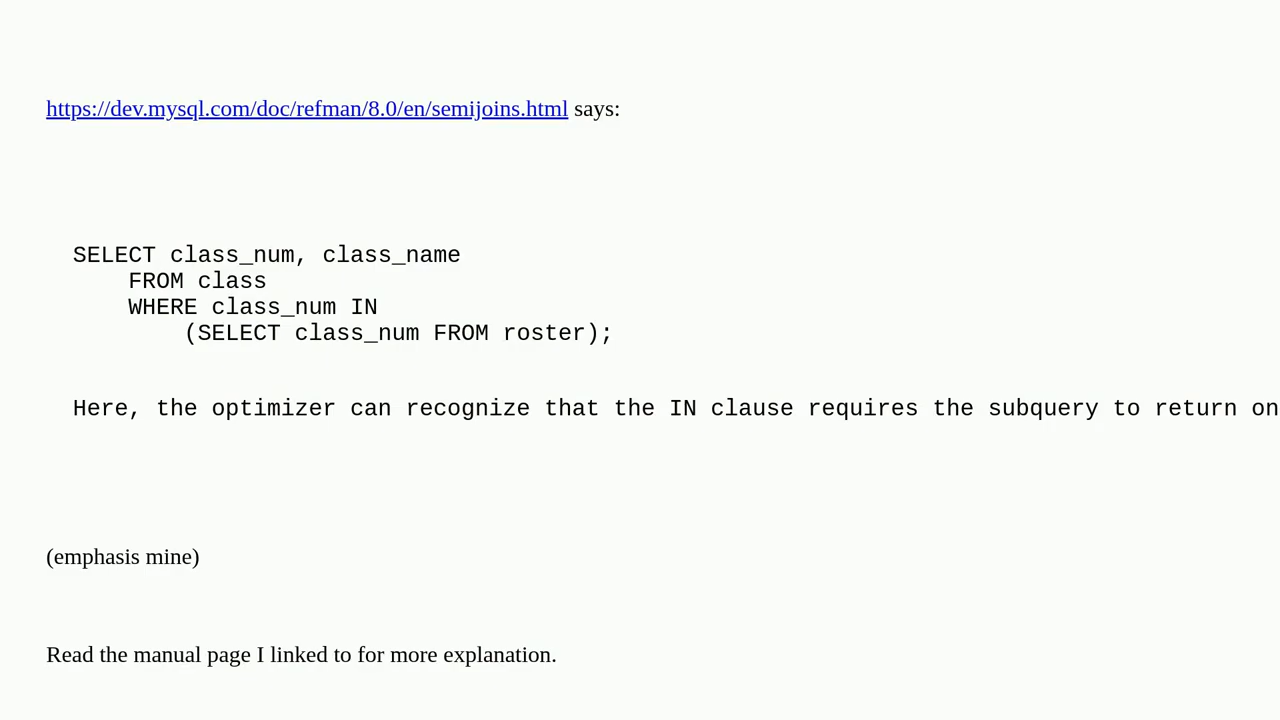 https://dev.mysql.com/doc/refman/8.0/en/semijoins.html says:
SELECT class_num, class_name
FROM class
WHERE class_num IN
(SELECT class_num FROM roster);
Here, the optimizer can recognize that the IN clause requires the subquery to return on
(emphasis mine)
Read the manual page I linked to for more explanation.